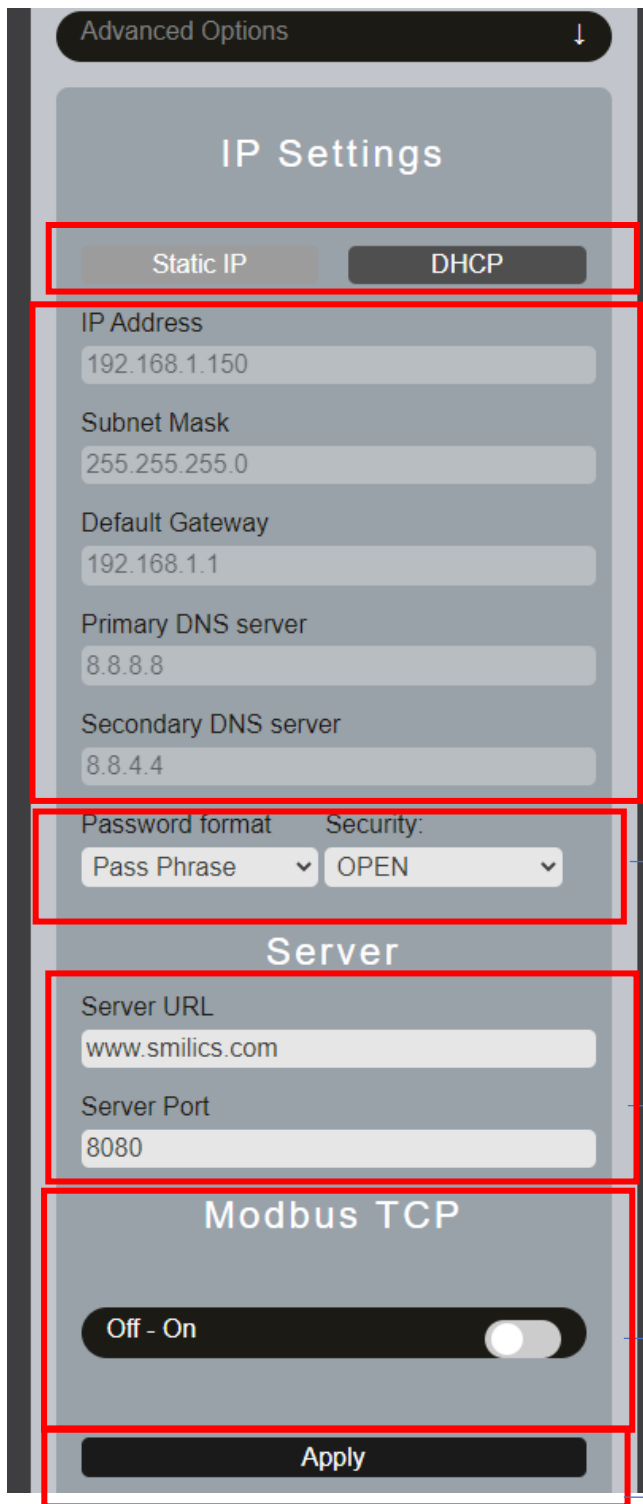 Advanced Options ↓
IP Settings
Static IP DHCP
IP Address
192.168.1.150
Subnet Mask
255.255.255.0
Default Gateway
192.168.1.1
Primary DNS server
8.8.8.8
Secondary DNS server
8.8.4.4
Password format Security:
Pass Phrase OPEN
Server
Server URL
www.smilics.com
Server Port
8080
Modbus TCP
Off - On
Apply